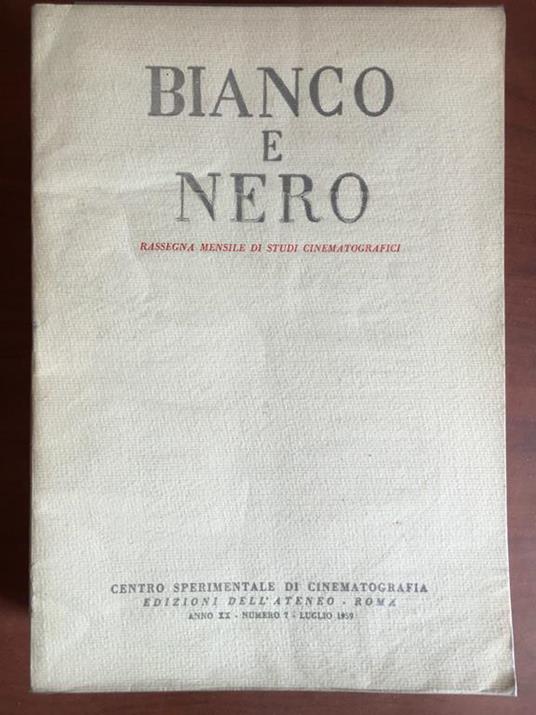 BIANCO
E
NERO
RASSEGNA MENSILE DI STUDI CINEMATOGRAFICI
CENTRO SPERIMENTALE DI CINEMATOGRAFIA
EDIZIONI DELL'ATENEO - ROMA
ANNO XX - NUMERO 7 - LUGLIO 1959